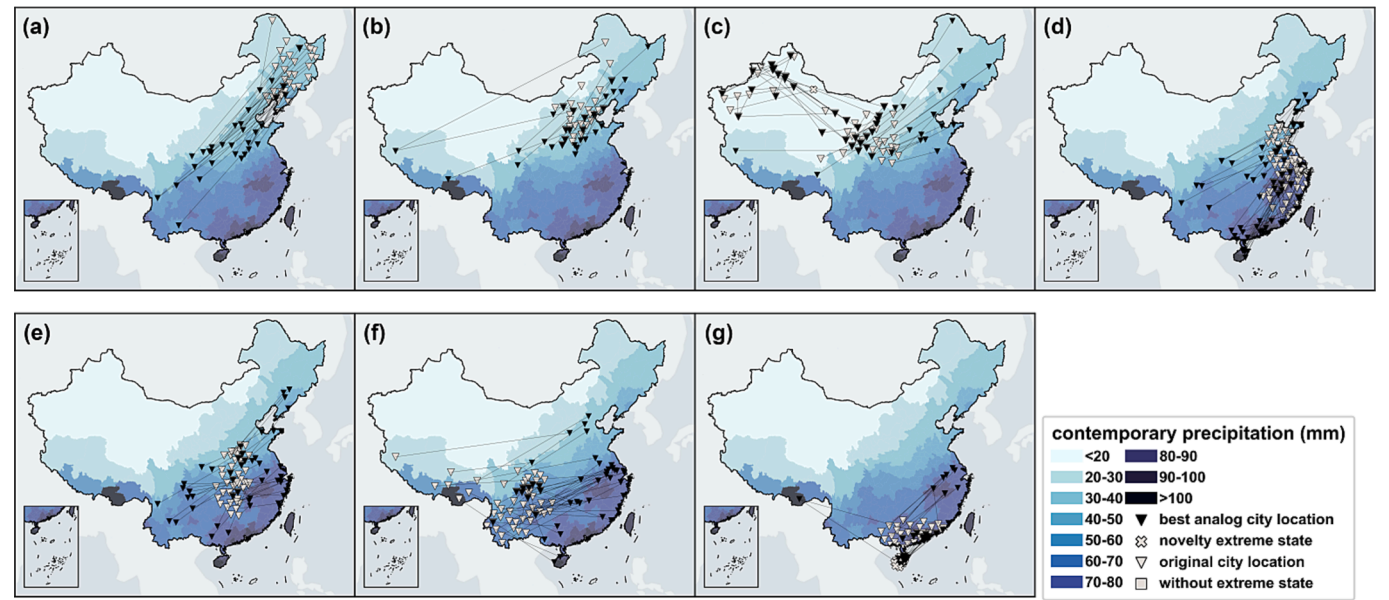 (a) (b) (c) (d)
(e) (f) (g)
contemporary precipitation (mm)
<20 80-90
20-30 90-100
30-40 >100
40-50 best analog city location
50-60 novelty extreme state
60-70 original city location
70-80 without extreme state